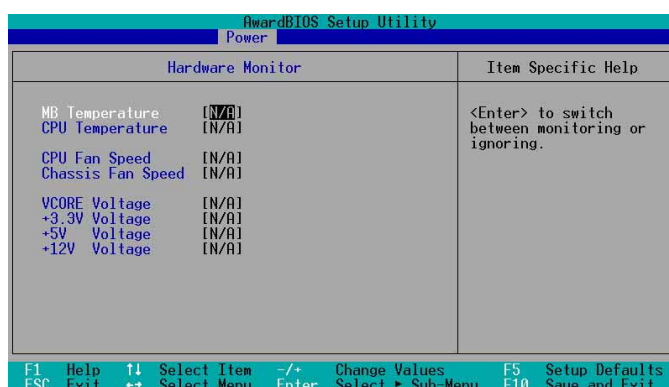 AwardBIOS Setup Utility
Power
Hardware Monitor
Item Specific Help
MB Temperature [N/A]
CPU Temperature [N/A]
CPU Fan Speed [N/A]
Chassis Fan Speed [N/A]
VCORE Voltage [N/A]
+3.3V Voltage [N/A]
+5V Voltage [N/A]
+12V Voltage [N/A]
<Enter> to switch
between monitoring or
ignoring.
F1 Help ↑↓ Select Item -/+ Change Values F5 Setup Defaults
ESC Exit ←→ Select Menu Enter Select ► Sub-Menu F10 Save and Exit